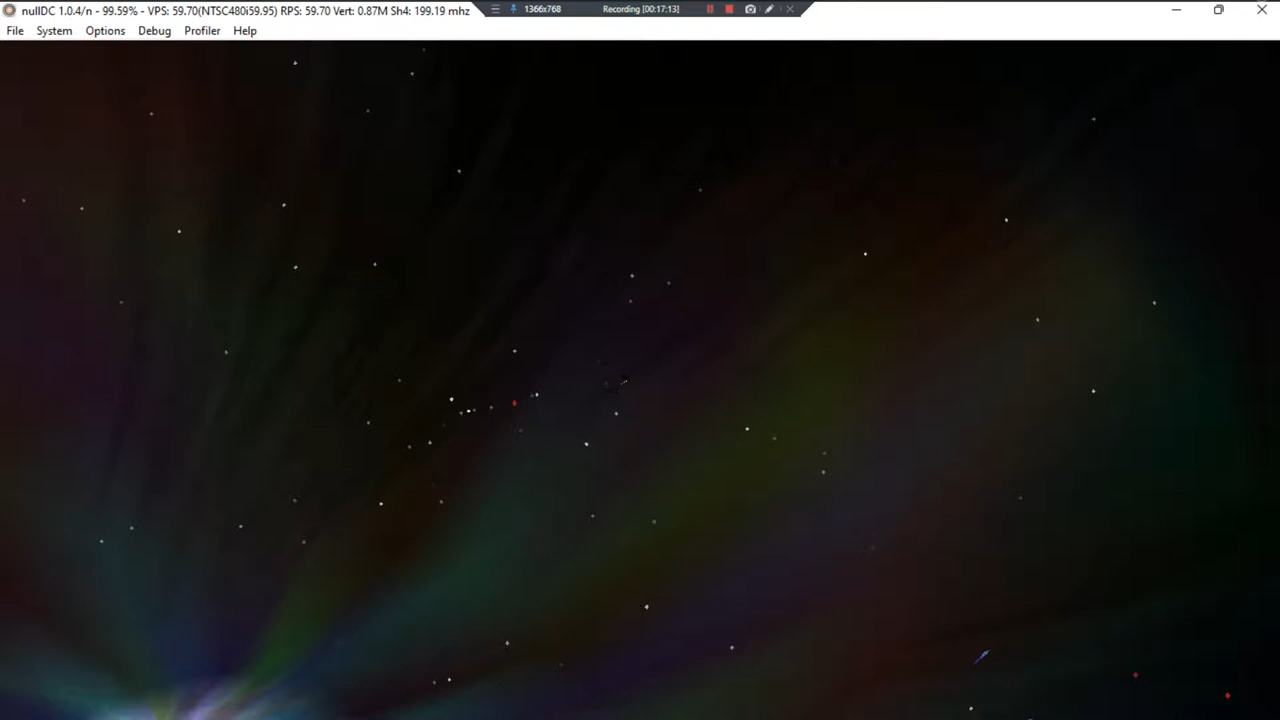 nullDC 1.0.4/n - 99.59% - VPS: 59.70(NTSC480i59.95) RPS: 59.70 Vert: 0.87M Sh4: 199.19 mhz
1366x768
Recording [00:17:13]
File System Options Debug Profiler Help